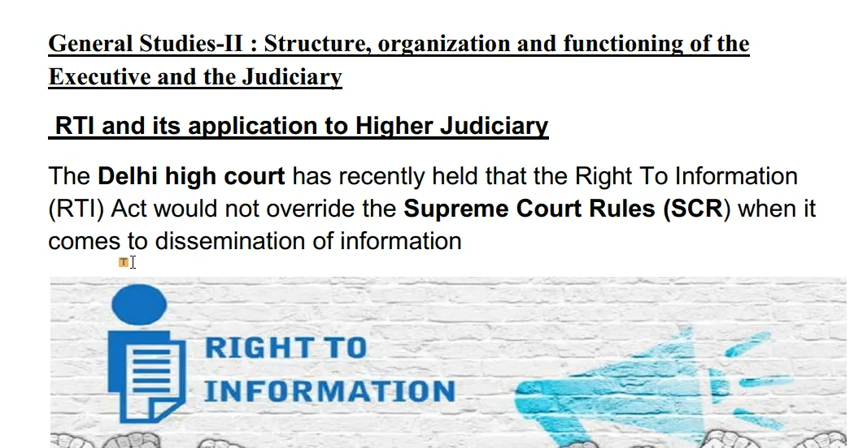 General Studies-II : Structure, organization and functioning of the
Executive and the Judiciary
RTI and its application to Higher Judiciary
The Delhi high court has recently held that the Right To Information
(RTI) Act would not override the Supreme Court Rules (SCR) when it
comes to dissemination of information
T
RIGHT TO
INFORMATION